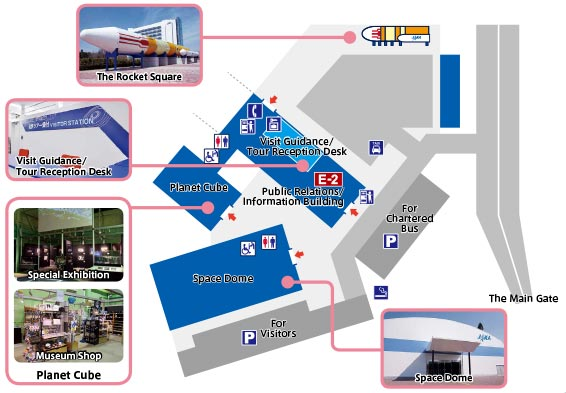 The Rocket Square
Visit Guidance/
Tour Reception Desk
Visit Guidance/
Tour Reception Desk
E-2
Public Relations/
Information Building
Planet Cube
For
Chartered
Bus
P
Special Exhibition
Museum Shop
Planet Cube
Space Dome
For
Visitors
P
The Main Gate
Space Dome